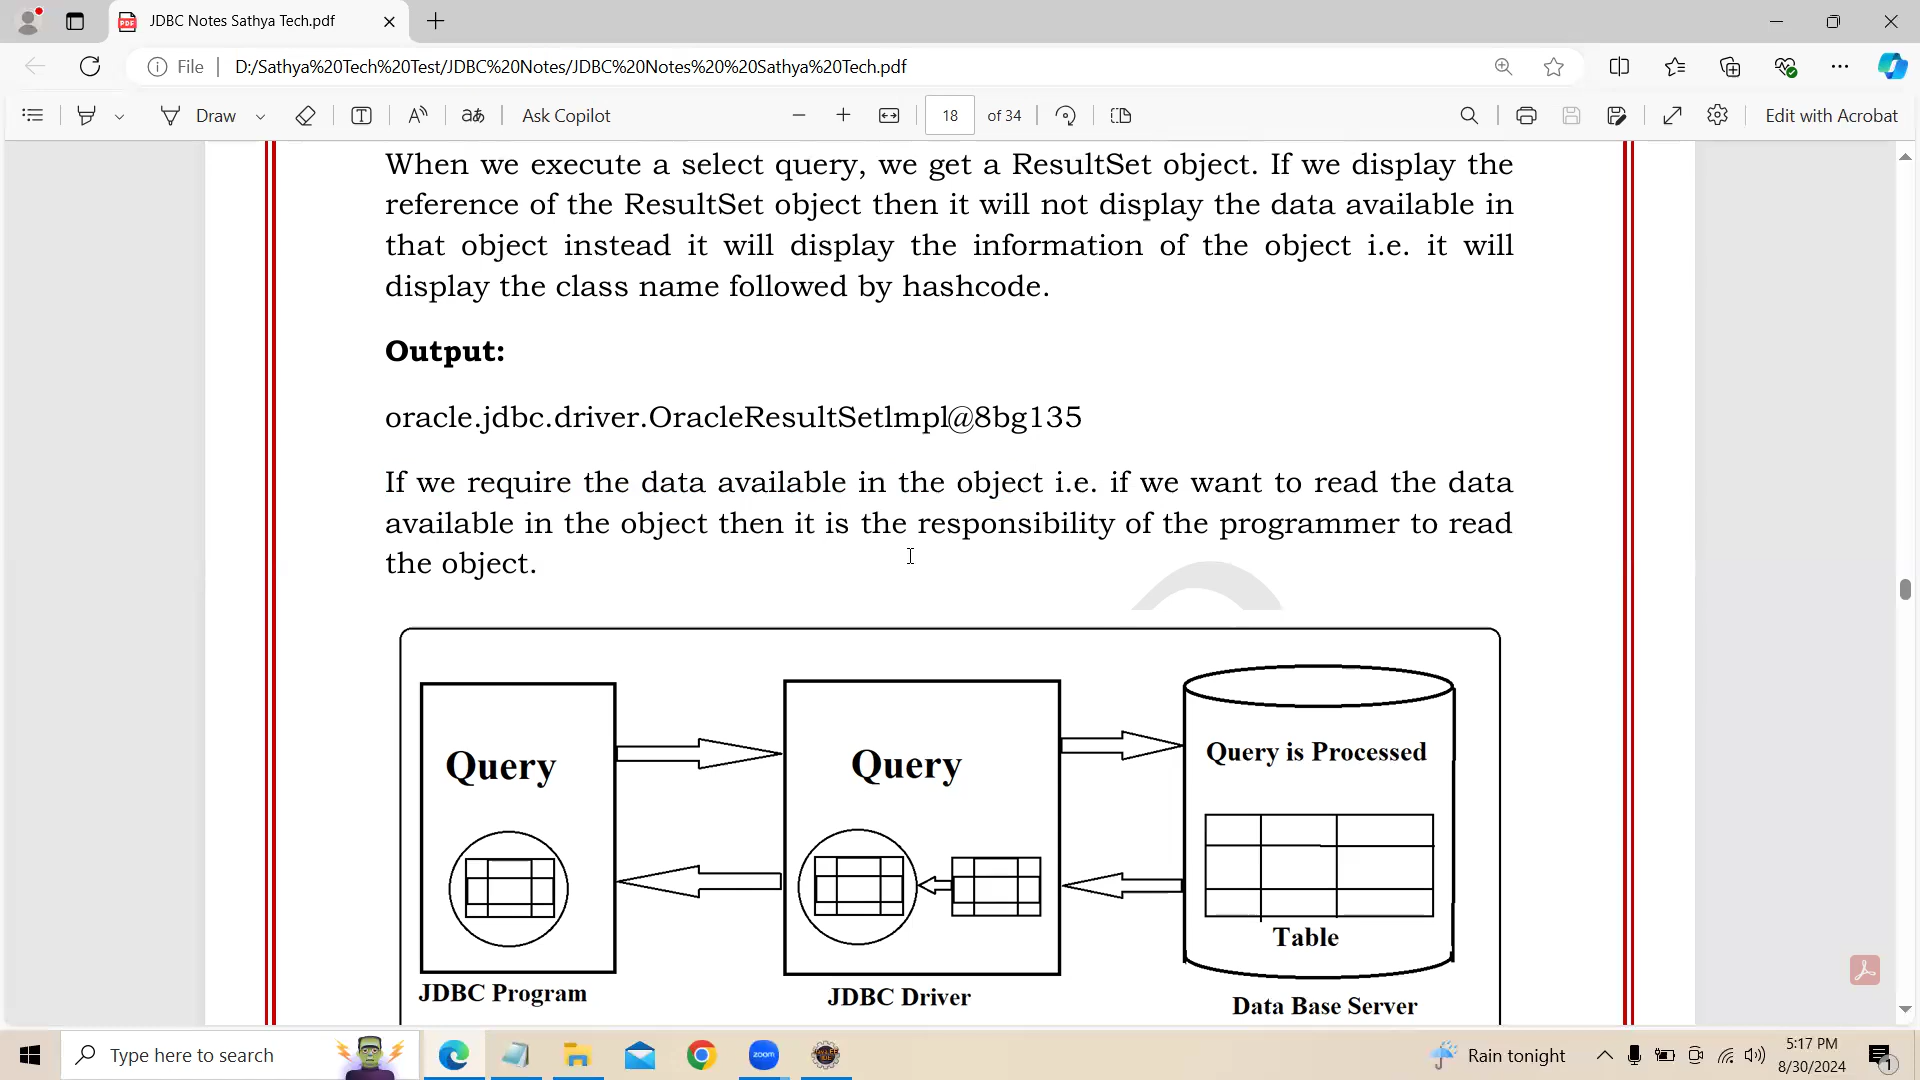 JDBC Notes Sathya Tech.pdf
File
D:/Sathya%20Tech%20Test/JDBC%20Notes/JDBC%20Notes%20%20Sathya%20Tech.pdf
Draw
aあ
Ask Copilot
18 of 34
Edit with Acrobat
When we execute a select query, we get a ResultSet object. If we display the
reference of the ResultSet object then it will not display the data available in
that object instead it will display the information of the object i.e. it will
display the class name followed by hashcode.
Output:
oracle.jdbc.driver.OracleResultSetlmpl@8bg135
If we require the data available in the object i.e. if we want to read the data
available in the object then it is the responsibility of the programmer to read
the object.
Query
Query
Query is Processed
Table
JDBC Program
JDBC Driver
Data Base Server
Type here to search
zoom
Rain tonight
5:17 PM
8/30/2024
1